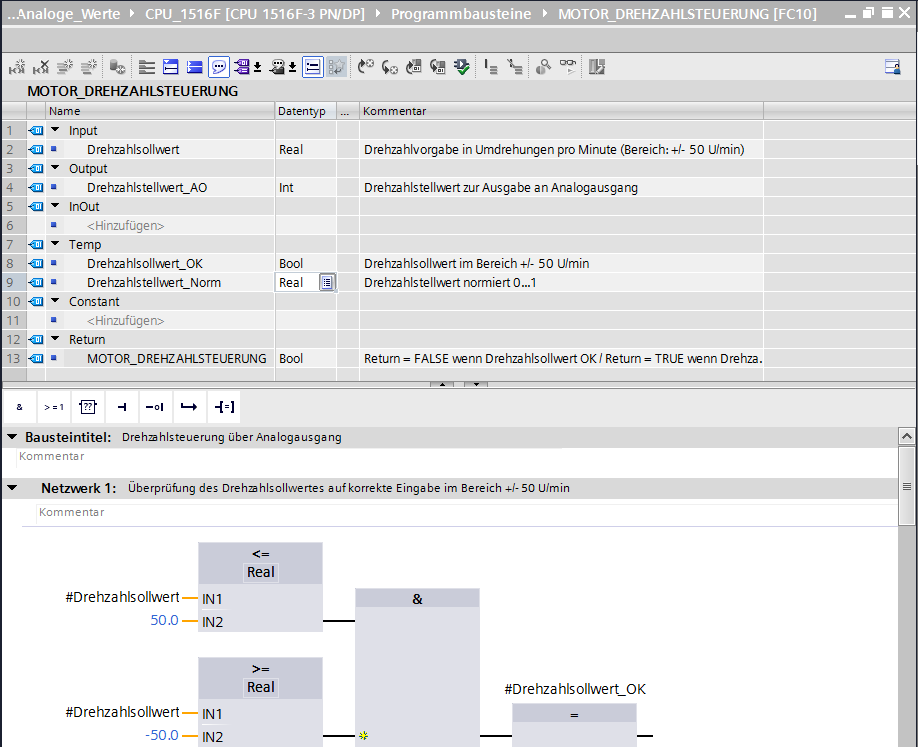 ...Analoge_Werte ▸ CPU_1516F [CPU 1516F-3 PN/DP] ▸ Programmbausteine ▸ MOTOR_DREHZAHLSTEUERUNG [FC10]
MOTOR_DREHZAHLSTEUERUNG
Name Datentyp ... Kommentar
1 Input
2 Drehzahlsollwert Real Drehzahlvorgabe in Umdrehungen pro Minute (Bereich: +/- 50 U/min)
3 Output
4 Drehzahlstellwert_AO Int Drehzahlstellwert zur Ausgabe an Analogausgang
5 InOut
6 <Hinzufügen>
7 Temp
8 Drehzahlsollwert_OK Bool Drehzahlsollwert im Bereich +/- 50 U/min
9 Drehzahlstellwert_Norm Real Drehzahlstellwert normiert 0...1
10 Constant
11 <Hinzufügen>
12 Return
13 MOTOR_DREHZAHLSTEUERUNG Bool Return = FALSE wenn Drehzahlsollwert OK / Return = TRUE wenn Drehza.
& >=1 ?? -| -o| [=]
Bausteintitel: Drehzahlsteuerung über Analogausgang
Kommentar
Netzwerk 1: Überprüfung des Drehzahlsollwertes auf korrekte Eingabe im Bereich +/- 50 U/min
Kommentar
<=
Real
#Drehzahlsollwert IN1
50.0 IN2
&
>=
Real
#Drehzahlsollwert IN1
-50.0 IN2
#Drehzahlsollwert_OK
=